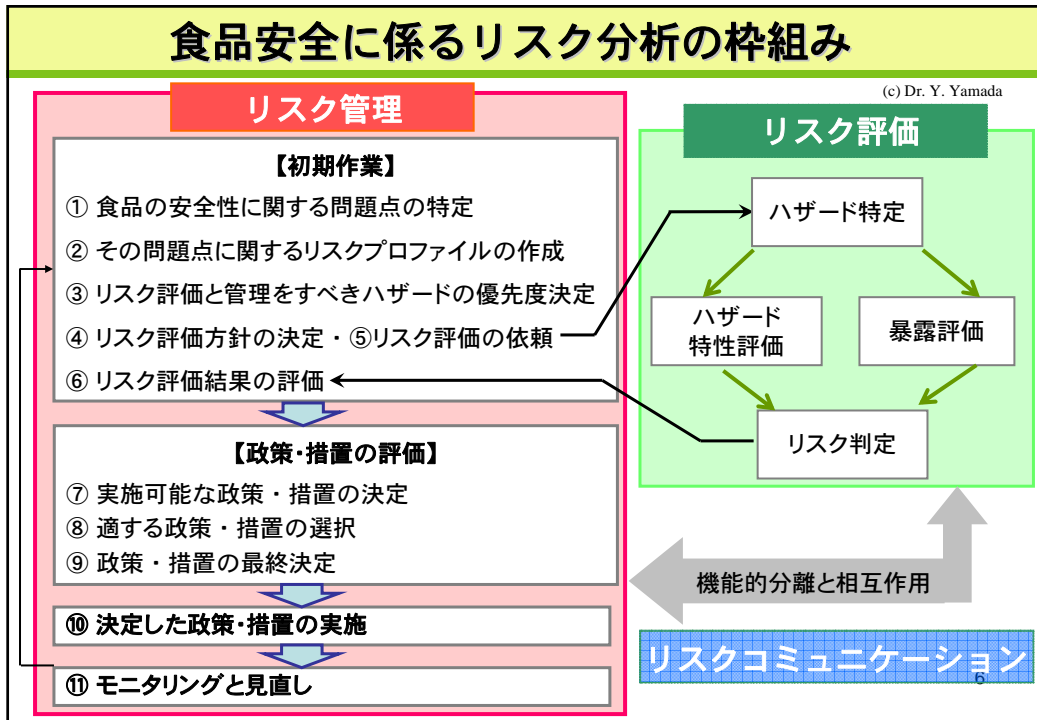 食品安全に係るリスク分析の枠組み
(c) Dr. Y. Yamada
リスク管理
【初期作業】
① 食品の安全性に関する問題点の特定
② その問題点に関するリスクプロファイルの作成
③ リスク評価と管理をすべきハザードの優先度決定
④ リスク評価方針の決定・⑤リスク評価の依頼
⑥ リスク評価結果の評価
【政策・措置の評価】
⑦ 実施可能な政策・措置の決定
⑧ 適する政策・措置の選択
⑨ 政策・措置の最終決定
⑩ 決定した政策・措置の実施
⑪ モニタリングと見直し
リスク評価
ハザード特定
ハザード
特性評価
暴露評価
リスク判定
機能的分離と相互作用
リスクコミュニケーション
6